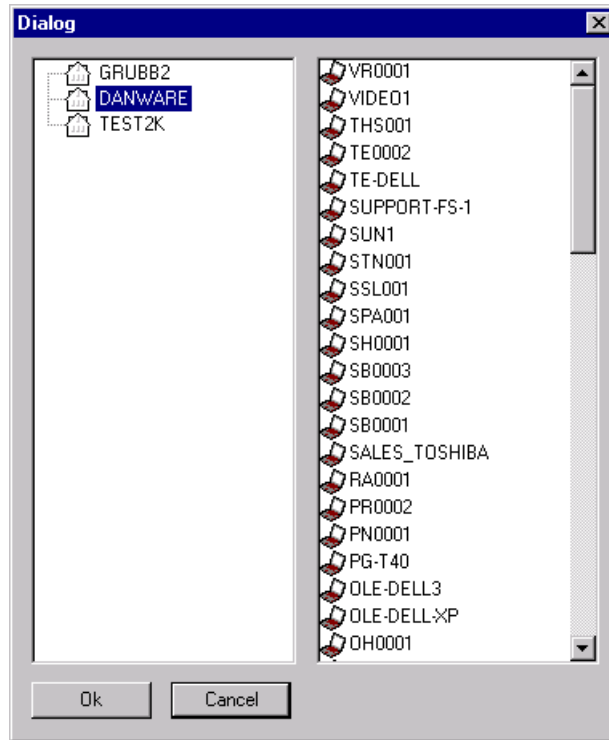 Dialog
GRUBB2
DANWARE
TEST2K
VR0001
VIDEO1
THS001
TE0002
TE-DELL
SUPPORT-FS-1
SUN1
STN001
SSL001
SPA001
SH0001
SB0003
SB0002
SB0001
SALES_TOSHIBA
RA0001
PR0002
PN0001
PG-T40
OLE-DELL3
OLE-DELL-XP
OH0001
Ok
Cancel